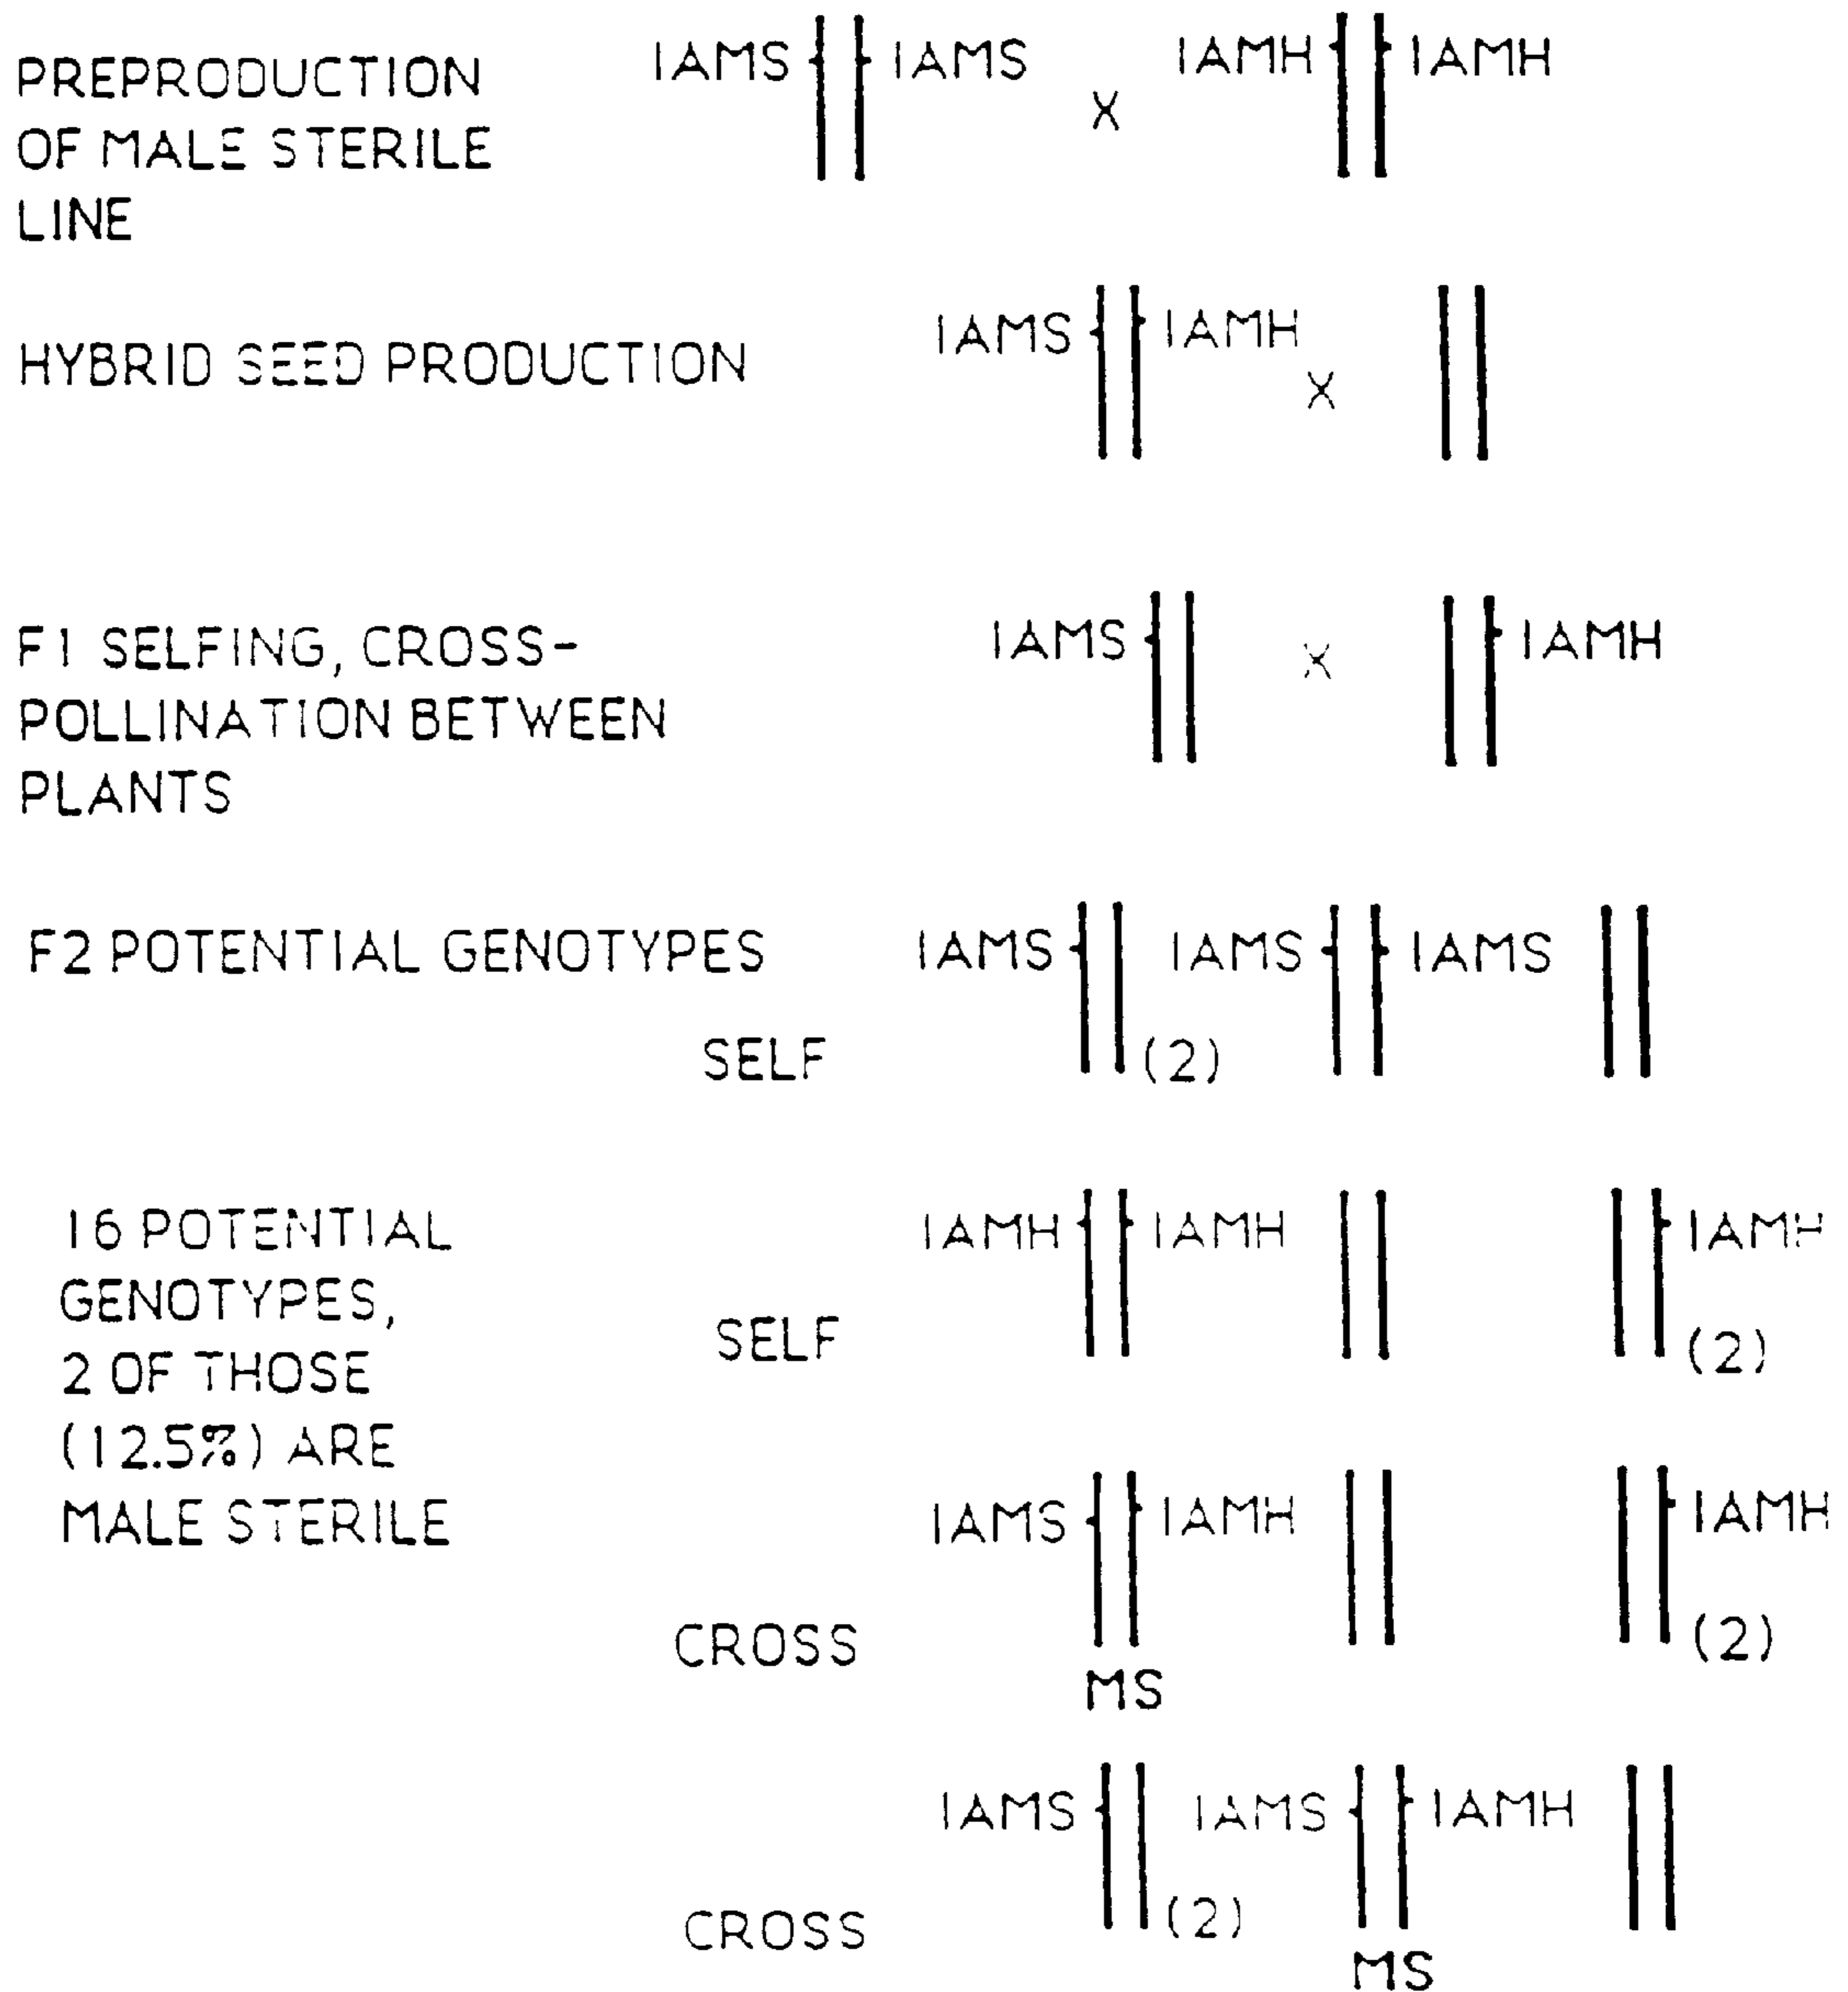 PREPRODUCTION
OF MALE STERILE
LINE
IAMS IAMS X IAMH IAMH
HYBRID SEED PRODUCTION
IAMS IAMH X
F1 SELFING, CROSS-
POLLINATION BETWEEN
PLANTS
IAMS X IAMH
F2 POTENTIAL GENOTYPES
IAMS IAMS IAMS
SELF (2)
16 POTENTIAL
GENOTYPES,
2 OF THOSE
(12.5%) ARE
MALE STERILE
IAMH IAMH IAMH
SELF (2)
IAMS IAMH IAMH
CROSS (2)
MS
IAMS IAMS IAMH
CROSS (2)
MS